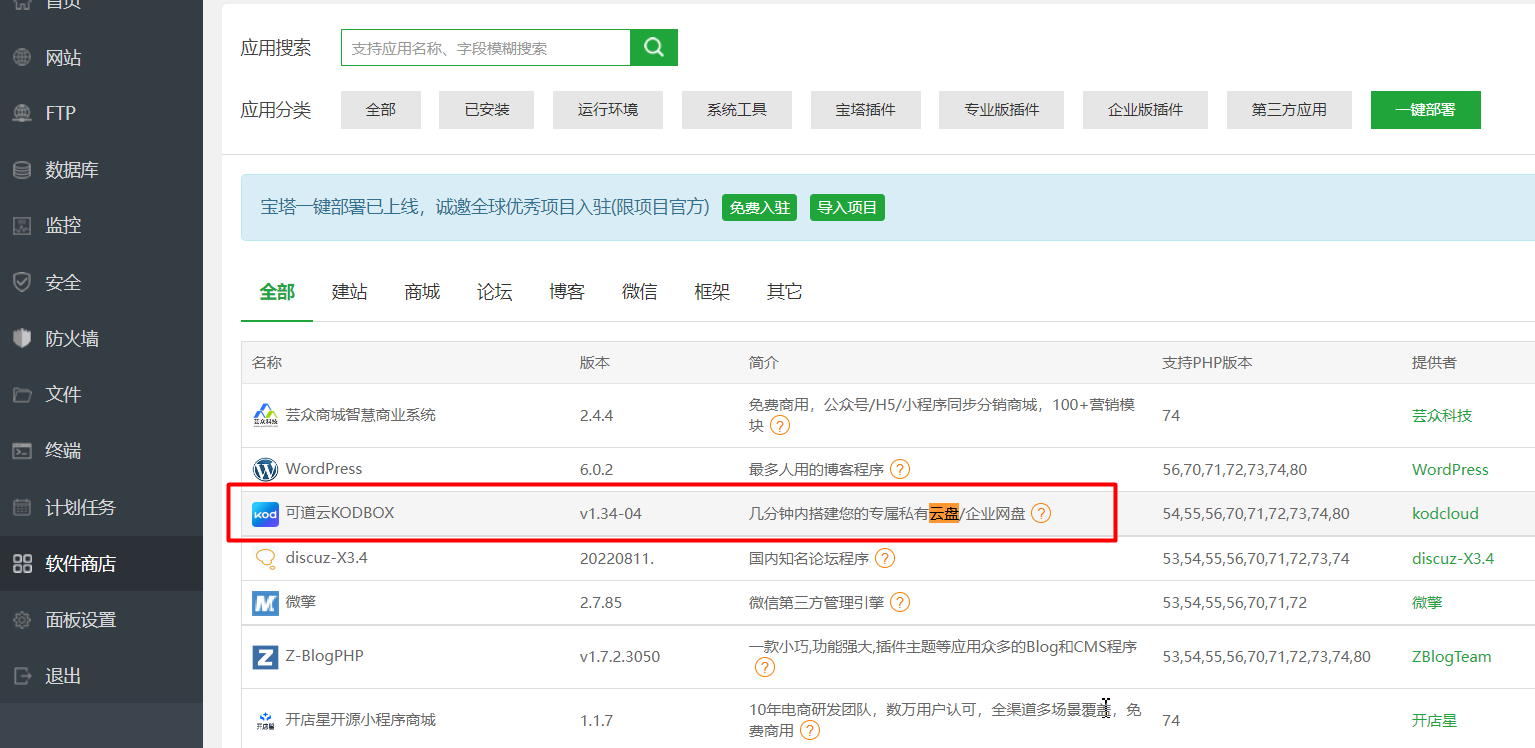 首页
网站
FTP
数据库
监控
安全
防火墙
文件
终端
计划任务
软件商店
面板设置
退出
应用搜索 支持应用名称、字段模糊搜索
应用分类 全部 已安装 运行环境 系统工具 宝塔插件 专业版插件 企业版插件 第三方应用 一键部署
宝塔一键部署已上线，诚邀全球优秀项目入驻(限项目官方) 免费入驻 导入项目
全部 建站 商城 论坛 博客 微信 框架 其它
名称 版本 简介 支持PHP版本 提供者
芸众商城智慧商业系统 2.4.4 免费商用，公众号/H5/小程序同步分销商城，100+营销模
块 ? 74 芸众科技
WordPress 6.0.2 最多人用的博客程序 ? 56,70,71,72,73,74,80 WordPress
kod 可道云KODBOX v1.34-04 几分钟内搭建您的专属私有云盘/企业网盘 ? 54,55,56,70,71,72,73,74,80 kodcloud
discuz-X3.4 20220811. 国内知名论坛程序 ? 53,54,55,56,70,71,72,73,74 discuz-X3.4
微擎 2.7.85 微信第三方管理引擎 ? 53,54,55,56,70,71,72 微擎
Z-BlogPHP v1.7.2.3050 一款小巧,功能强大,插件主题等应用众多的Blog和CMS程序
? 53,54,55,56,70,71,72,73,74,80 ZBlogTeam
开店星开源小程序商城 1.1.7 10年电商研发团队，数万用户认可，全渠道多场景覆盖，免
费商用 ? 74 开店星